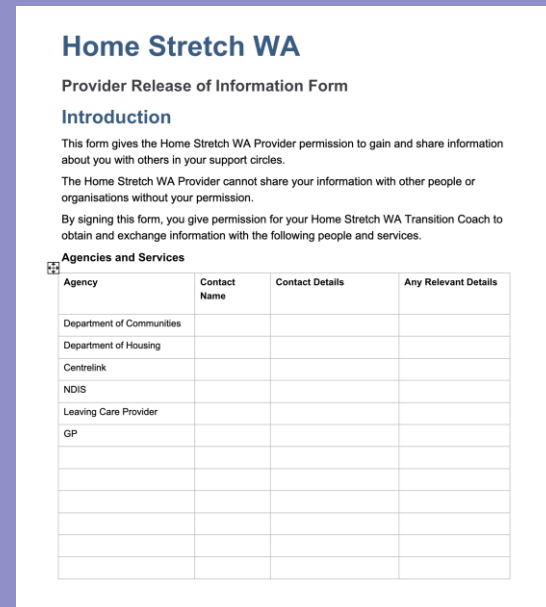 Home Stretch WA
Provider Release of Information Form
Introduction
This form gives the Home Stretch WA Provider permission to gain and share information
about you with others in your support circles.
The Home Stretch WA Provider cannot share your information with other people or
organisations without your permission.
By signing this form, you give permission for your Home Stretch WA Transition Coach to
obtain and exchange information with the following people and services.
Agencies and Services
Agency Contact Name Contact Details Any Relevant Details
Department of Communities
Department of Housing
Centrelink
NDIS
Leaving Care Provider
GP